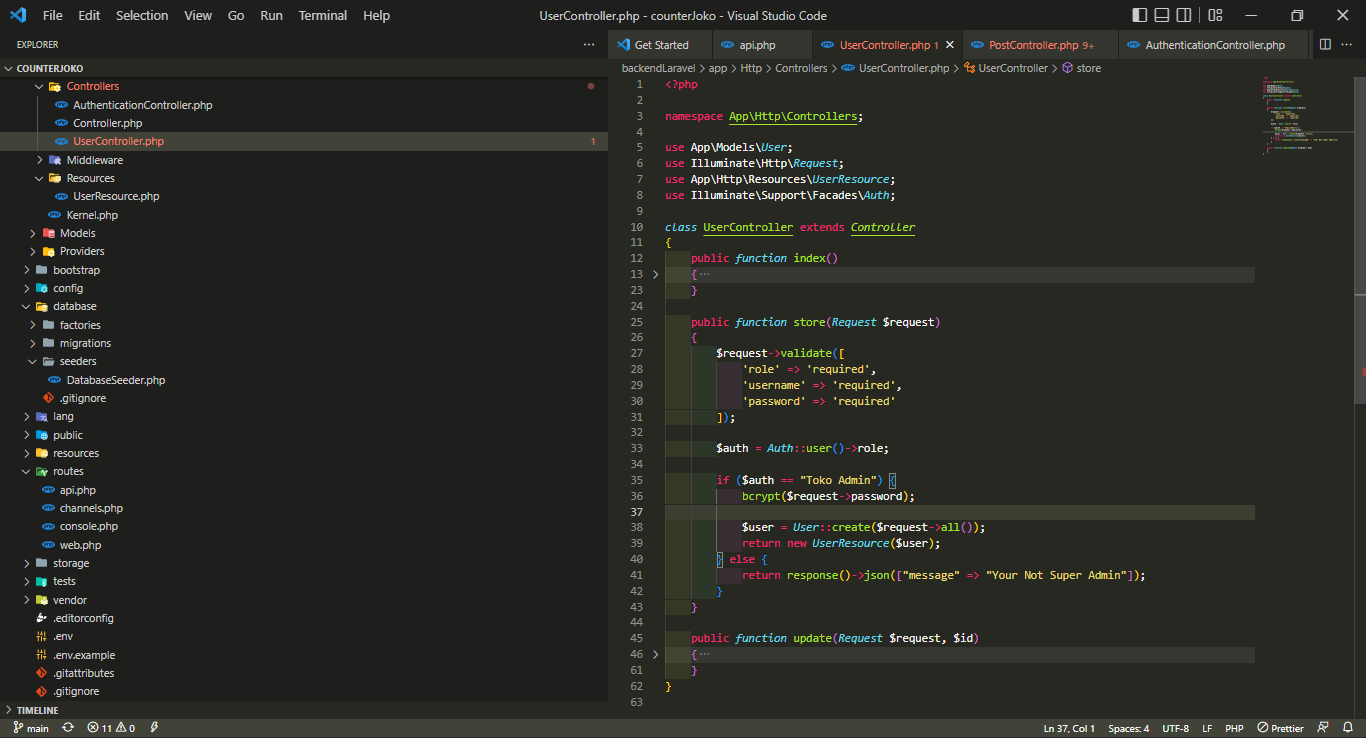 File Edit Selection View Go Run Terminal Help UserController.php - counterJoko - Visual Studio Code
EXPLORER ···
COUNTERJOKO
Controllers
AuthenticationController.php
Controller.php
UserController.php 1
Middleware
Resources
UserResource.php
Kernel.php
Models
Providers
bootstrap
config
database
factories
migrations
seeders
DatabaseSeeder.php
.gitignore
lang
public
resources
routes
api.php
channels.php
console.php
web.php
storage
tests
vendor
.editorconfig
.env
.env.example
.gitattributes
.gitignore
TIMELINE
Get Started api.php UserController.php 1 PostController.php 9+ AuthenticationController.php ···
backendLaravel > app > Http > Controllers > UserController.php > UserController > store
1 <?php
2
3 namespace App\Http\Controllers;
4
5 use App\Models\User;
6 use Illuminate\Http\Request;
7 use App\Http\Resources\UserResource;
8 use Illuminate\Support\Facades\Auth;
9
10 class UserController extends Controller
11 {
12 public function index()
13 > { ···
23 }
24
25 public function store(Request $request)
26 {
27 $request->validate([
28 'role' => 'required',
29 'username' => 'required',
30 'password' => 'required'
31 ]);
32
33 $auth = Auth::user()->role;
34
35 if ($auth == "Toko Admin") {
36 bcrypt($request->password);
37
38 $user = User::create($request->all());
39 return new UserResource($user);
40 } else {
41 return response()->json(["message" => "Your Not Super Admin"]);
42 }
43 }
44
45 public function update(Request $request, $id)
46 > { ···
61 }
62 }
63
main 11 0 Ln 37, Col 1 Spaces: 4 UTF-8 LF PHP Prettier